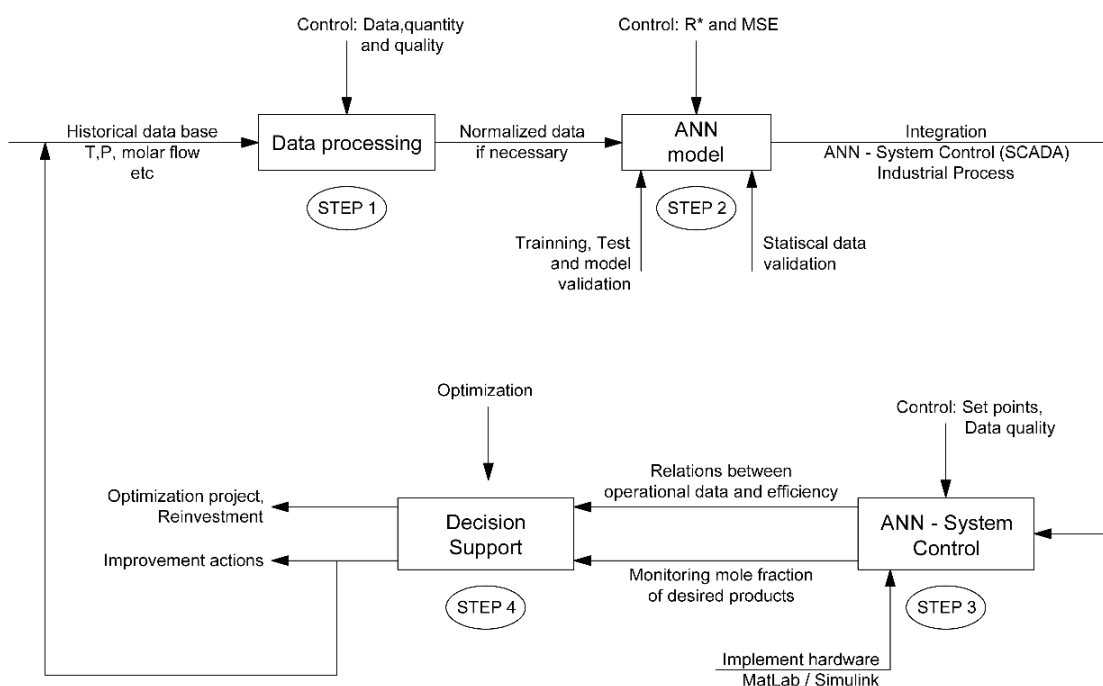 Control: Data,quantity
and quality
Control: R* and MSE
Historical data base
T,P, molar flow
etc
Data processing
Normalized data
if necessary
ANN
model
Integration
ANN - System Control (SCADA)
Industrial Process
STEP 1
STEP 2
Trainning, Test
and model
validation
Statiscal data
validation
Optimization
Control: Set points,
Data quality
Optimization project,
Reinvestment
Improvement actions
Decision
Support
Relations between
operational data and efficiency
Monitoring mole fraction
of desired products
ANN - System
Control
STEP 4
STEP 3
Implement hardware
MatLab / Simulink